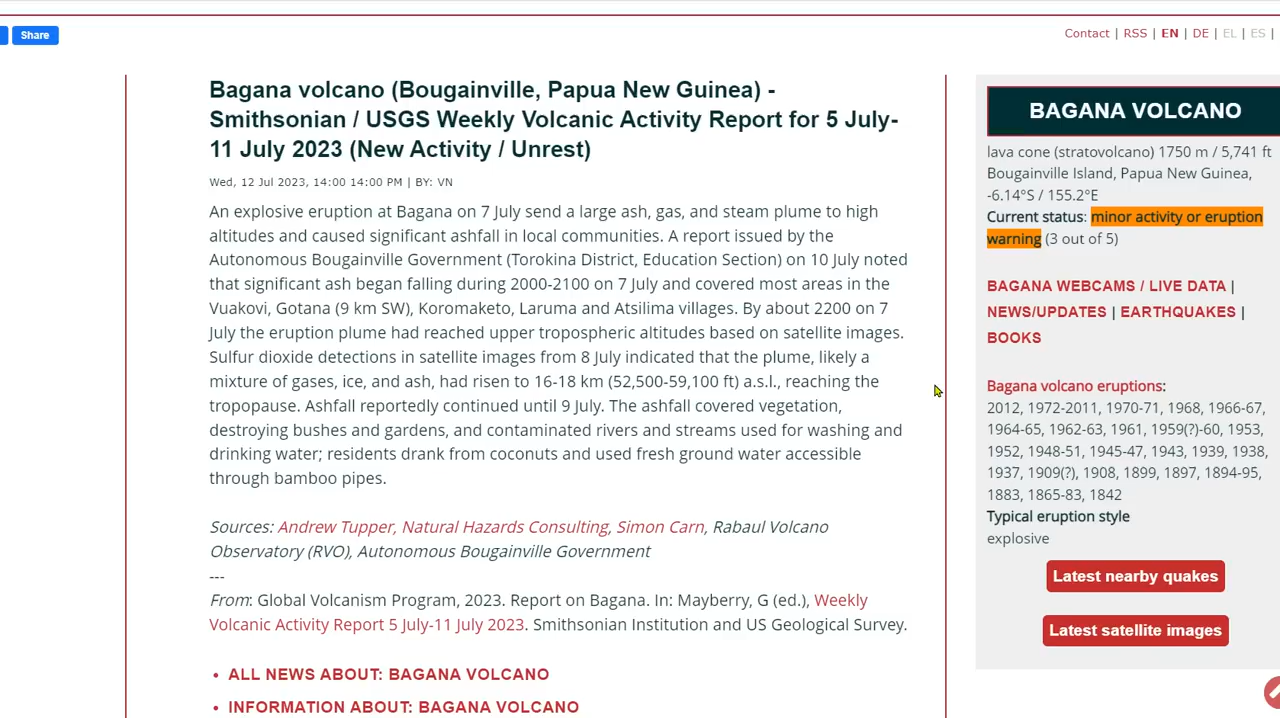 Share
Contact | RSS | EN | DE | EL | ES |
Bagana volcano (Bougainville, Papua New Guinea) -
Smithsonian / USGS Weekly Volcanic Activity Report for 5 July-
11 July 2023 (New Activity / Unrest)
Wed, 12 Jul 2023, 14:00 14:00 PM | BY: VN
An explosive eruption at Bagana on 7 July send a large ash, gas, and steam plume to high
altitudes and caused significant ashfall in local communities. A report issued by the
Autonomous Bougainville Government (Torokina District, Education Section) on 10 July noted
that significant ash began falling during 2000-2100 on 7 July and covered most areas in the
Vuakovi, Gotana (9 km SW), Koromaketo, Laruma and Atsilima villages. By about 2200 on 7
July the eruption plume had reached upper tropospheric altitudes based on satellite images.
Sulfur dioxide detections in satellite images from 8 July indicated that the plume, likely a
mixture of gases, ice, and ash, had risen to 16-18 km (52,500-59,100 ft) a.s.l., reaching the
tropopause. Ashfall reportedly continued until 9 July. The ashfall covered vegetation,
destroying bushes and gardens, and contaminated rivers and streams used for washing and
drinking water; residents drank from coconuts and used fresh ground water accessible
through bamboo pipes.
Sources: Andrew Tupper, Natural Hazards Consulting, Simon Carn, Rabaul Volcano
Observatory (RVO), Autonomous Bougainville Government
---
From: Global Volcanism Program, 2023. Report on Bagana. In: Mayberry, G (ed.), Weekly
Volcanic Activity Report 5 July-11 July 2023. Smithsonian Institution and US Geological Survey.
• ALL NEWS ABOUT: BAGANA VOLCANO
• INFORMATION ABOUT: BAGANA VOLCANO
BAGANA VOLCANO
lava cone (stratovolcano) 1750 m / 5,741 ft
Bougainville Island, Papua New Guinea,
-6.14°S / 155.2°E
Current status: minor activity or eruption
warning (3 out of 5)
BAGANA WEBCAMS / LIVE DATA |
NEWS/UPDATES | EARTHQUAKES |
BOOKS
Bagana volcano eruptions:
2012, 1972-2011, 1970-71, 1968, 1966-67,
1964-65, 1962-63, 1961, 1959(?)-60, 1953,
1952, 1948-51, 1945-47, 1943, 1939, 1938,
1937, 1909(?), 1908, 1899, 1897, 1894-95,
1883, 1865-83, 1842
Typical eruption style
explosive
Latest nearby quakes
Latest satellite images